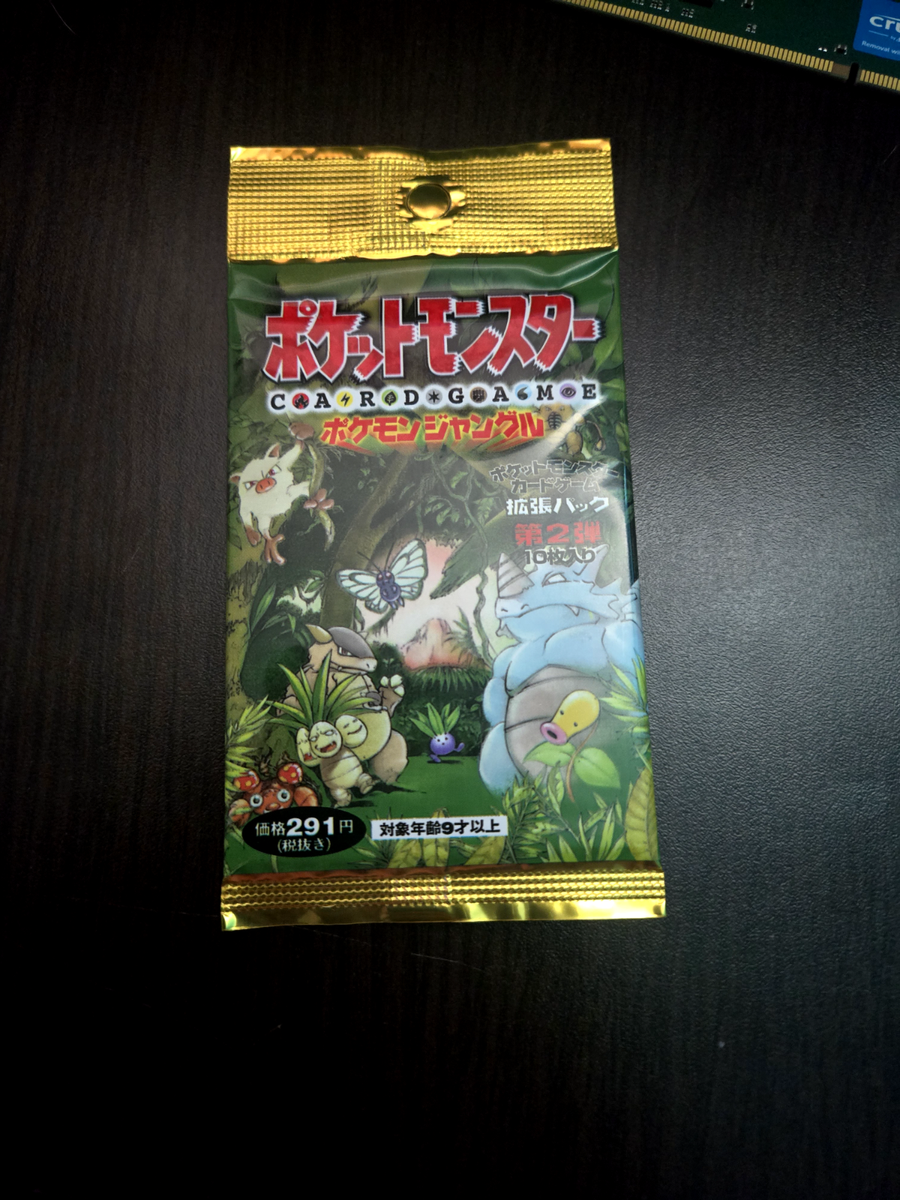 ポケットモンスター
CARD GAME
ポケモンジャングル
ポケットモンスター
カードゲーム
拡張パック
第2弾
10枚入り
価格291円
(税抜き)
対象年齢9才以上